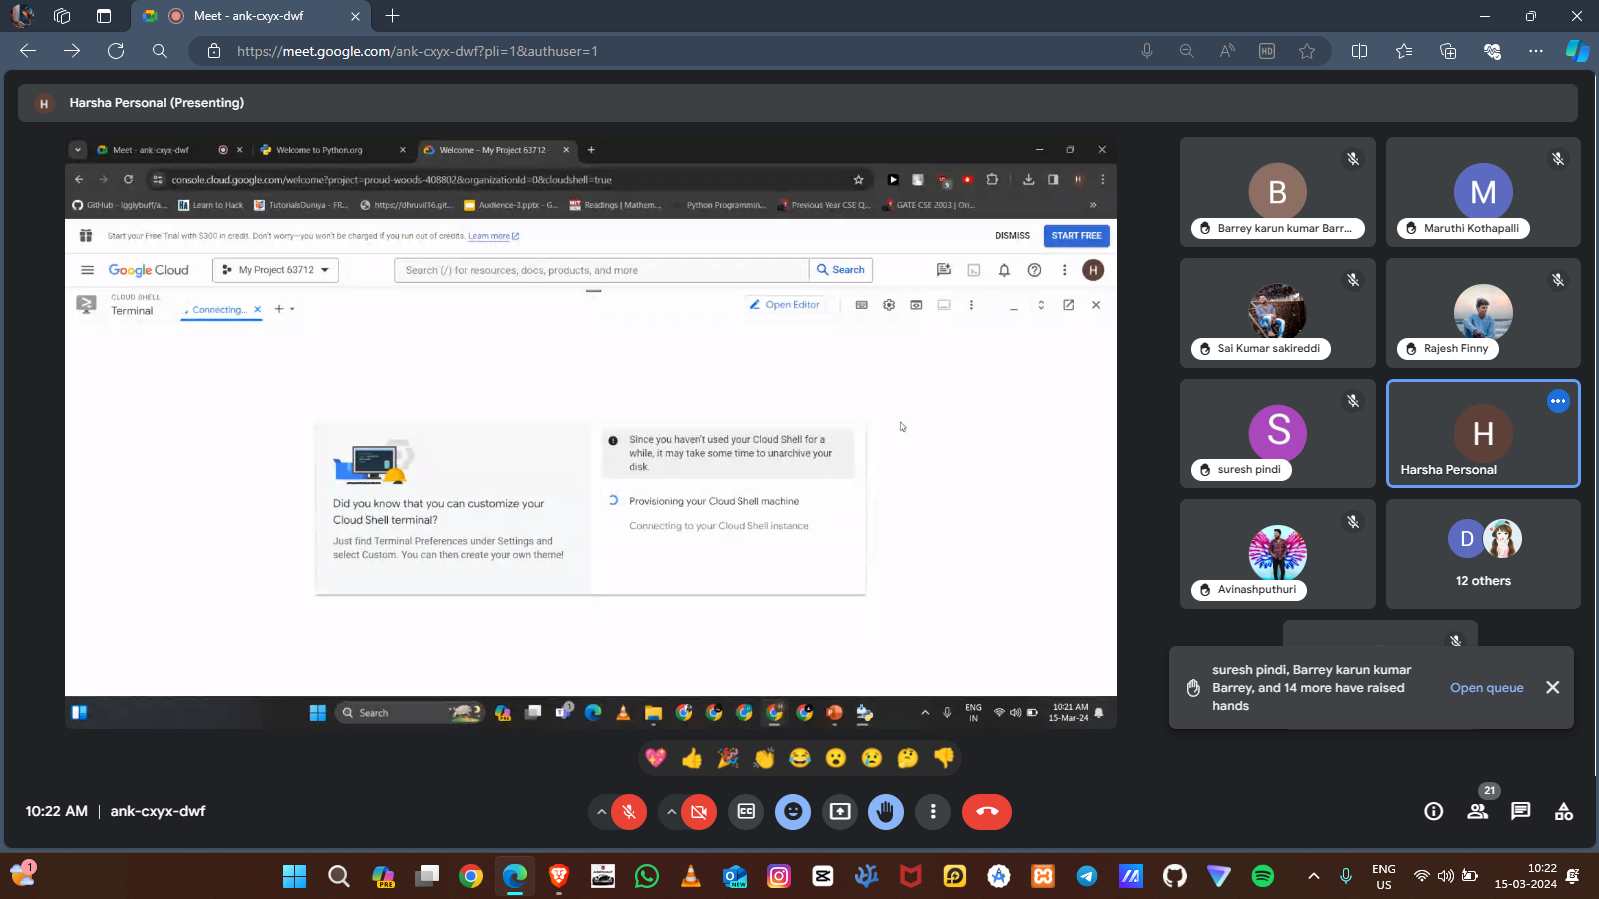 Meet - ank-cxyx-dwf
https://meet.google.com/ank-cxyx-dwf?pli=1&authuser=1
H Harsha Personal (Presenting)
Meet - ank-cxyx-dwf
Welcome to Python.org
Welcome – My Project 63712
console.cloud.google.com/welcome?project=proud-woods-408802&organizationId=0&cloudshell=true
GitHub - Igglybuff/a...
Learn to Hack
TutorialsDuniya - FR...
https://dhruvil16.git...
Audience-3.pptx - G...
Readings | Mathem...
Python Programmin...
Previous Year CSE Q...
GATE CSE 2003 | Ori...
Start your Free Trial with $300 in credit. Don't worry—you won't be charged if you run out of credits. Learn more
DISMISS
START FREE
Google Cloud
My Project 63712
Search (/) for resources, docs, products, and more
Search
H
CLOUD SHELL
Terminal
Connecting...
Open Editor
Since you haven't used your Cloud Shell for a
while, it may take some time to unarchive your
disk.
Did you know that you can customize your
Cloud Shell terminal?
Just find Terminal Preferences under Settings and
select Custom. You can then create your own theme!
Provisioning your Cloud Shell machine
Connecting to your Cloud Shell instance
Search
ENG
IN
10:21 AM
15-Mar-24
B
Barrey karun kumar Barr...
M
Maruthi Kothapalli
Sai Kumar sakireddi
Rajesh Finny
S
suresh pindi
H
Harsha Personal
Avinashputhuri
D
12 others
suresh pindi, Barrey karun kumar
Barrey, and 14 more have raised
hands
Open queue
10:22 AM | ank-cxyx-dwf
21
1
PRE
NEW
ENG
US
10:22
15-03-2024